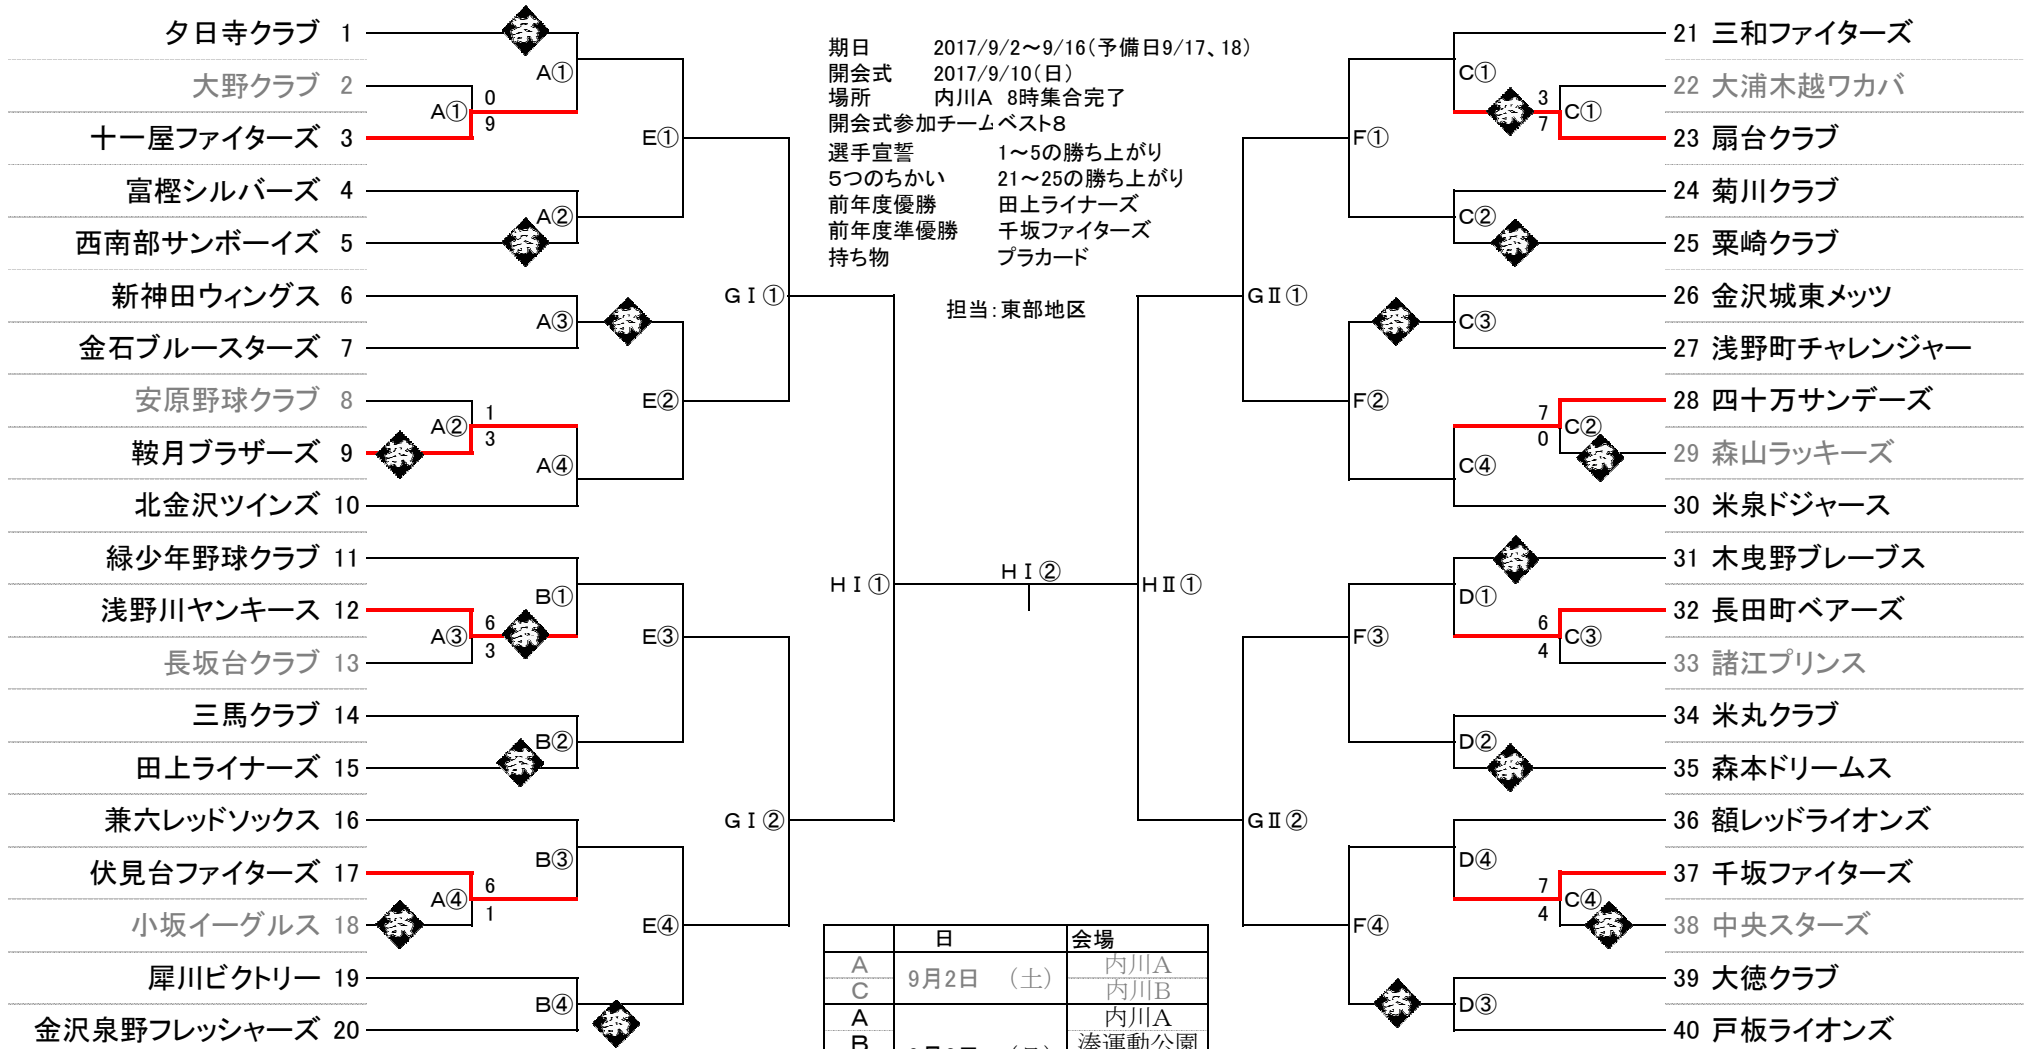 夕日寺クラブ 1
大野クラブ 2
十一屋ファイターズ 3
富樫シルバーズ 4
西南部サンボーイズ 5
新神田ウィングス 6
金石ブルースターズ 7
安原野球クラブ 8
鞍月ブラザーズ 9
北金沢ツインズ 10
緑少年野球クラブ 11
浅野川ヤンキース 12
長坂台クラブ 13
三馬クラブ 14
田上ライナーズ 15
兼六レッドソックス 16
伏見台ファイターズ 17
小坂イーグルス 18
犀川ビクトリー 19
金沢泉野フレッシャーズ 20
A①
0
9
A②
1
3
A③
6
3
A④
6
1
A①
A②
A③
A④
B①
B②
B③
B④
E①
E②
E③
E④
GⅠ①
GⅠ②
HⅠ①
期日 2017/9/2~9/16(予備日9/17、18)
開会式 2017/9/10(日)
場所 内川A 8時集合完了
開会式参加チーム ベスト8
選手宣誓 1~5の勝ち上がり
5つのちかい 21~25の勝ち上がり
前年度優勝 田上ライナーズ
前年度準優勝 千坂ファイターズ
持ち物 プラカード
担当:東部地区
HⅠ②
日 会場
A 9月2日 (土) 内川A
C 内川B
A 内川A
B 湊運動公園
HⅡ①
GⅡ①
GⅡ②
F①
F②
F③
F④
C①
C②
C③
C④
D①
D②
D④
D③
3
7
C①
7
0
C②
6
4
C③
7
4
C④
21 三和ファイターズ
22 大浦木越ワカバ
23 扇台クラブ
24 菊川クラブ
25 粟崎クラブ
26 金沢城東メッツ
27 浅野町チャレンジャー
28 四十万サンデーズ
29 森山ラッキーズ
30 米泉ドジャース
31 木曳野ブレーブス
32 長田町ベアーズ
33 諸江プリンス
34 米丸クラブ
35 森本ドリームス
36 額レッドライオンズ
37 千坂ファイターズ
38 中央スターズ
39 大徳クラブ
40 戸板ライオンズ